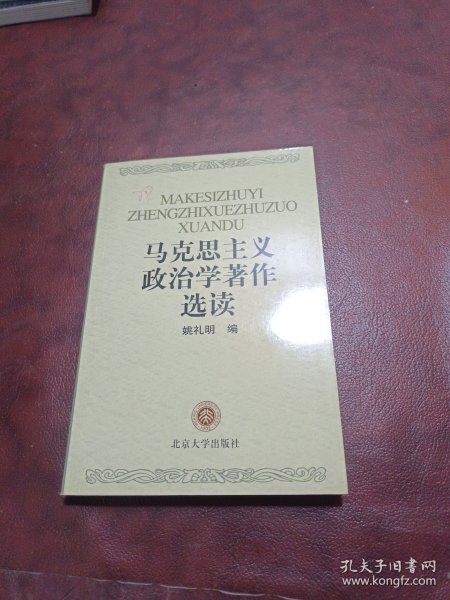 MAKESIZHUYI
ZHENGZHIXUEZHUZUO
XUANDU
马克思主义
政治学著作
选读
姚礼明 编
北京大学出版社
孔夫子旧书网
www.kongfz.com